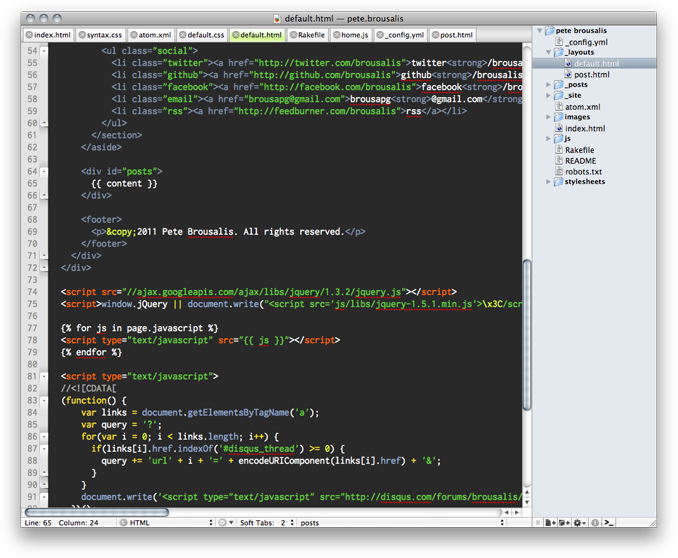 default.html — pete.brousalis
index.html syntax.css atom.xml default.css default.html Rakefile home.js _config.yml post.html
54 <ul class="social">
55 <li class="twitter"><a href="http://twitter.com/brousalis">twitter<strong>/brousa
56 <li class="github"><a href="http://github.com/brousalis">github<strong>/brousalis
57 <li class="facebook"><a href="http://facebook.com/brousalis">facebook<strong>/bro
58 <li class="email"><a href="brousapg@gmail.com">brousapg<strong>@gmail.com</strong
59 <li class="rss"><a href="http://feedburner.com/brousalis">rss</a></li>
60 </ul>
61 </section>
62 </aside>
63
64 <div id="posts">
65 {{ content }}
66 </div>
67
68 <footer>
69 <p>&copy;2011 Pete Brousalis. All rights reserved.</p>
70 </footer>
71 </div>
72 </div>
73
74 <script src="//ajax.googleapis.com/ajax/libs/jquery/1.3.2/jquery.js"></script>
75 <script>window.jQuery || document.write("<script src='js/libs/jquery-1.5.1.min.js'>\x3C/scr
76
77 {% for js in page.javascript %}
78 <script type="text/javascript" src="{{ js }}"></script>
79 {% endfor %}
80
81 <script type="text/javascript">
82 //<![CDATA[
83 (function() {
84 var links = document.getElementsByTagName('a');
85 var query = '?';
86 for(var i = 0; i < links.length; i++) {
87 if(links[i].href.indexOf('#disqus_thread') >= 0) {
88 query += 'url' + i + '=' + encodeURIComponent(links[i].href) + '&';
89 }
90 }
91 document.write('<script type="text/javascript" src="http://disqus.com/forums/brousalis/
Line: 65 Column: 24 HTML Soft Tabs: 2 posts
pete brousalis
_config.yml
_layouts
default.html
post.html
_posts
_site
atom.xml
images
index.html
js
Rakefile
README
robots.txt
stylesheets